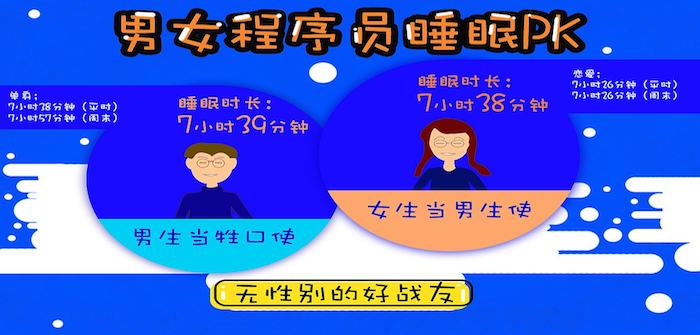 男女程序员睡眠PK
单身：
7小时38分钟（平时）
7小时57分钟（周末）
睡眠时长：
7小时39分钟
男生当牲口使
睡眠时长：
7小时38分钟
女生当男生使
恋爱：
7小时26分钟（平时）
7小时26分钟（周末）
无性别的好战友